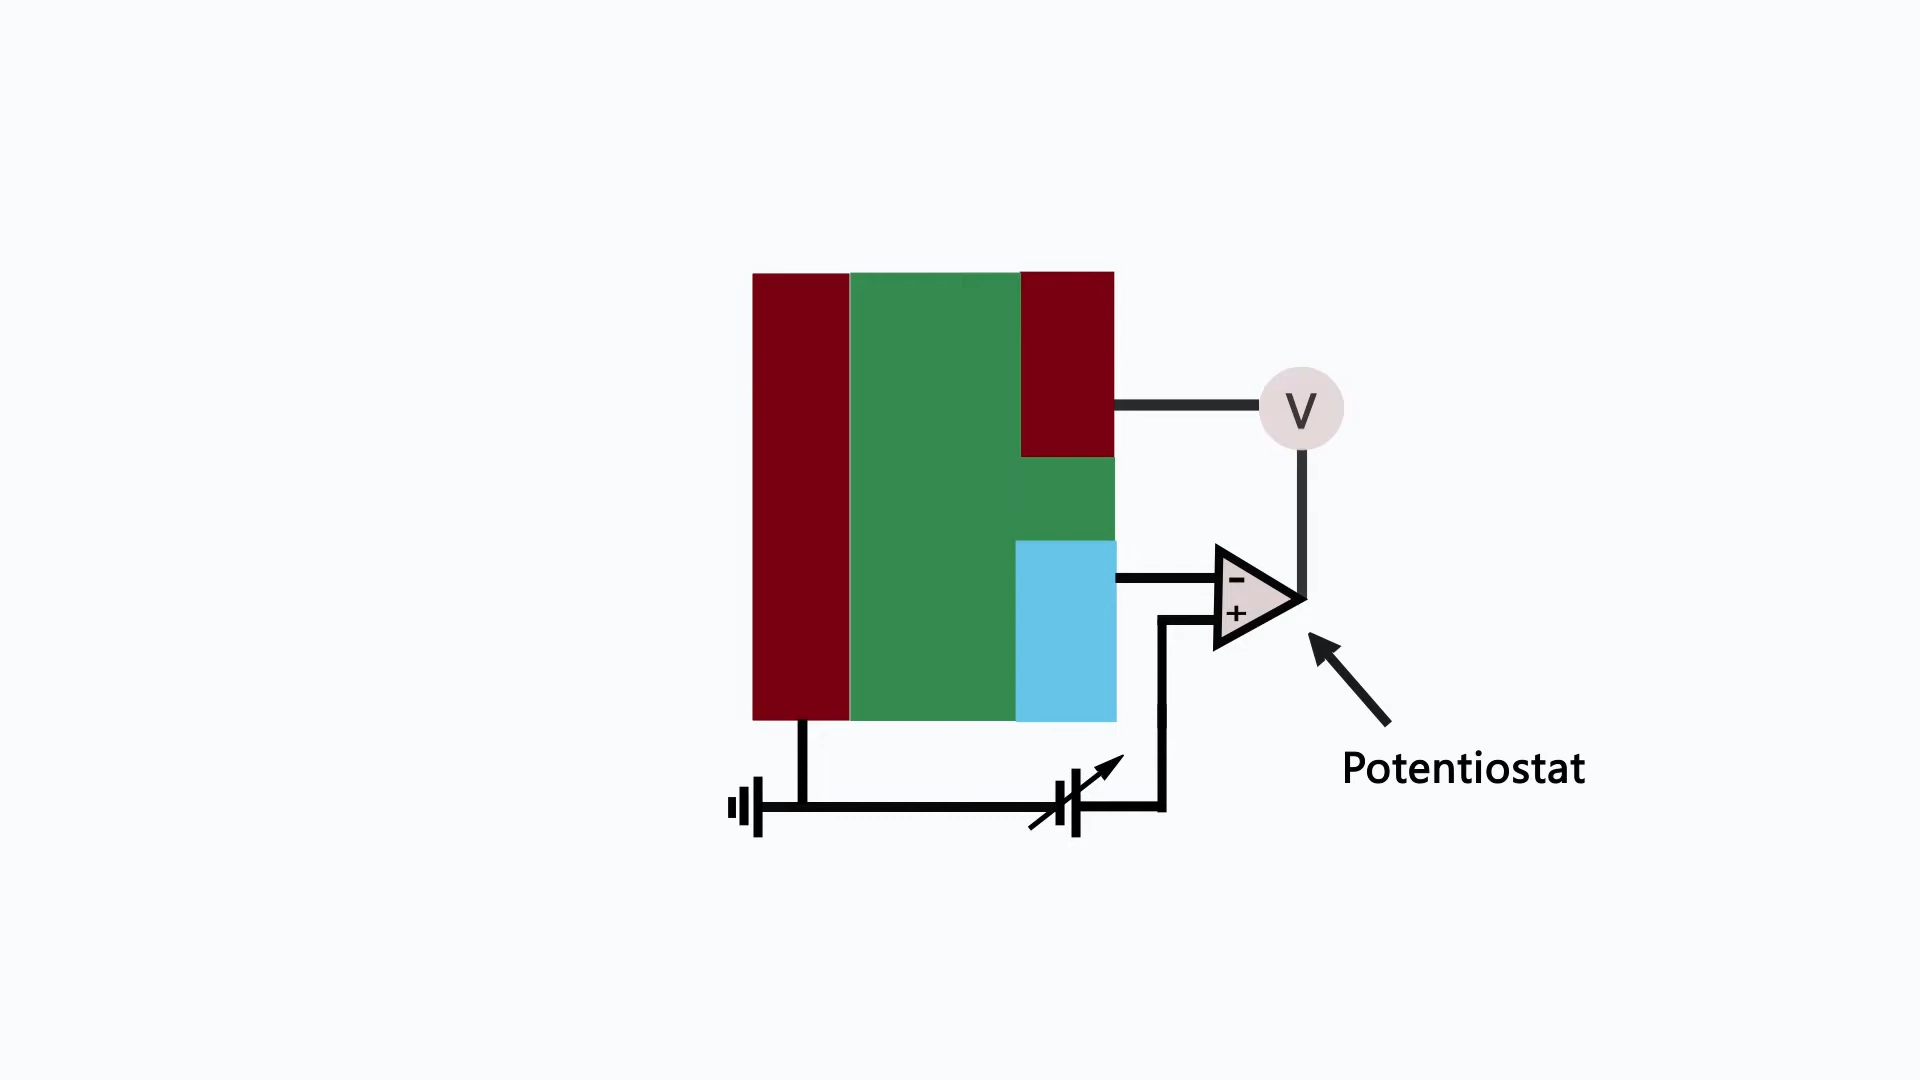 V
-
+
Potentiostat